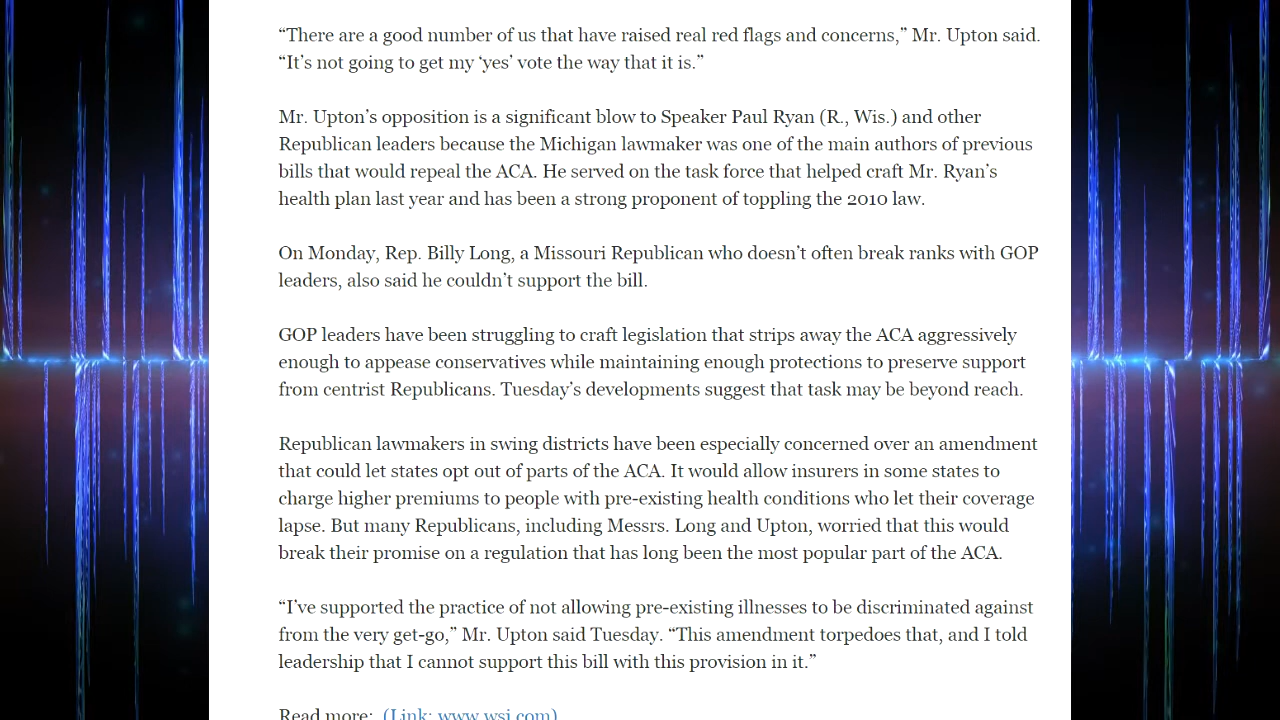 “There are a good number of us that have raised real red flags and concerns,” Mr. Upton said.
“It’s not going to get my ‘yes’ vote the way that it is.”
Mr. Upton’s opposition is a significant blow to Speaker Paul Ryan (R., Wis.) and other
Republican leaders because the Michigan lawmaker was one of the main authors of previous
bills that would repeal the ACA. He served on the task force that helped craft Mr. Ryan’s
health plan last year and has been a strong proponent of toppling the 2010 law.
On Monday, Rep. Billy Long, a Missouri Republican who doesn’t often break ranks with GOP
leaders, also said he couldn’t support the bill.
GOP leaders have been struggling to craft legislation that strips away the ACA aggressively
enough to appease conservatives while maintaining enough protections to preserve support
from centrist Republicans. Tuesday’s developments suggest that task may be beyond reach.
Republican lawmakers in swing districts have been especially concerned over an amendment
that could let states opt out of parts of the ACA. It would allow insurers in some states to
charge higher premiums to people with pre-existing health conditions who let their coverage
lapse. But many Republicans, including Messrs. Long and Upton, worried that this would
break their promise on a regulation that has long been the most popular part of the ACA.
“I’ve supported the practice of not allowing pre-existing illnesses to be discriminated against
from the very get-go,” Mr. Upton said Tuesday. “This amendment torpedoes that, and I told
leadership that I cannot support this bill with this provision in it.”
Read more: (Link: www.wsj.com)